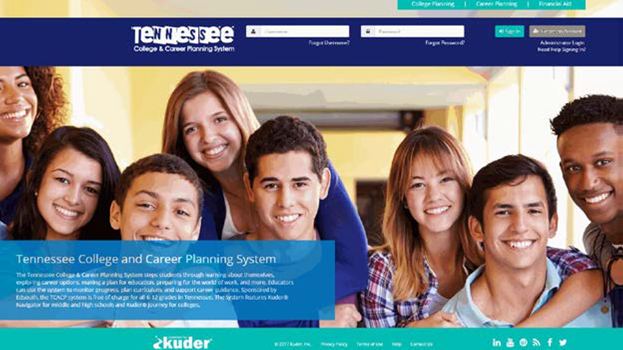 College Planning | Career Planning | Financial Aid
TENNESSEE
College & Career Planning System
Username
Password
Sign In
Forgot Username?
Forgot Password?
Administrator Login
Need Help Signing In?
Tennessee College and Career Planning System
The Tennessee College & Career Planning System steps students through learning about themselves,
exploring career options, making a plan for education, preparing for the world of work, and more. Educators
can use the system to monitor progress, plan curriculum, and support career guidance. Sponsored by
Edsouth, the TCACP system is free of charge for all 6-12 grades in Tennessee. The System features Kuder®
Navigator for middle and high schools and Kuder® Journey for colleges.
kuder
© 2017 Kuder, Inc. Privacy Policy Terms of Use Help Contact Us